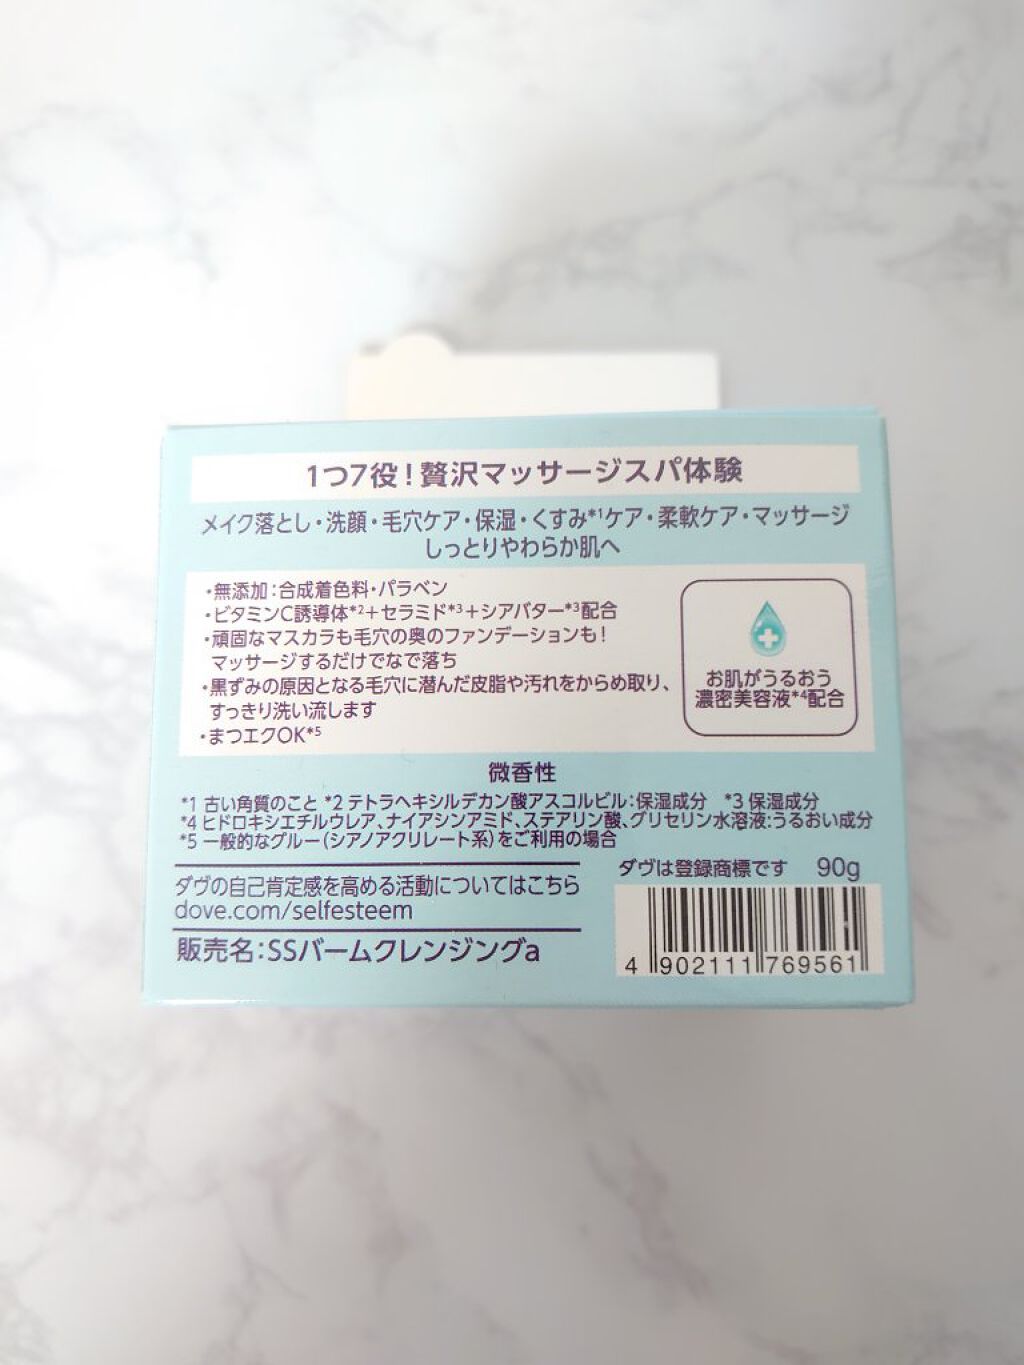 1つ7役!贅沢マッサージスパ体験
メイク落とし・洗顔・毛穴ケア・保湿・くすみ*1ケア・柔軟ケア・マッサージ
しっとりやわらか肌へ
・無添加:合成着色料・パラベン
・ビタミンC誘導体*2+セラミド*3+シアバター*3配合
・頑固なマスカラも毛穴の奥のファンデーションも!
マッサージするだけでなで落ち
・黒ずみの原因となる毛穴に潜んだ皮脂や汚れをからめ取り、
すっきり洗い流します
・まつエクOK*5
お肌がうるおう
濃密美容液*4配合
微香性
*1 古い角質のこと *2 テトラヘキシルデカン酸アスコルビル:保湿成分 *3 保湿成分
*4 ヒドロキシエチルウレア、ナイアシンアミド、ステアリン酸、グリセリン水溶液:うるおい成分
*5 一般的なグルー(シアノアクリレート系)をご利用の場合
ダヴの自己肯定感を高める活動についてはこちら
dove.com/selfesteem
販売名:SSバームクレンジングa
ダヴは登録商標です 90g
4 902111 769561